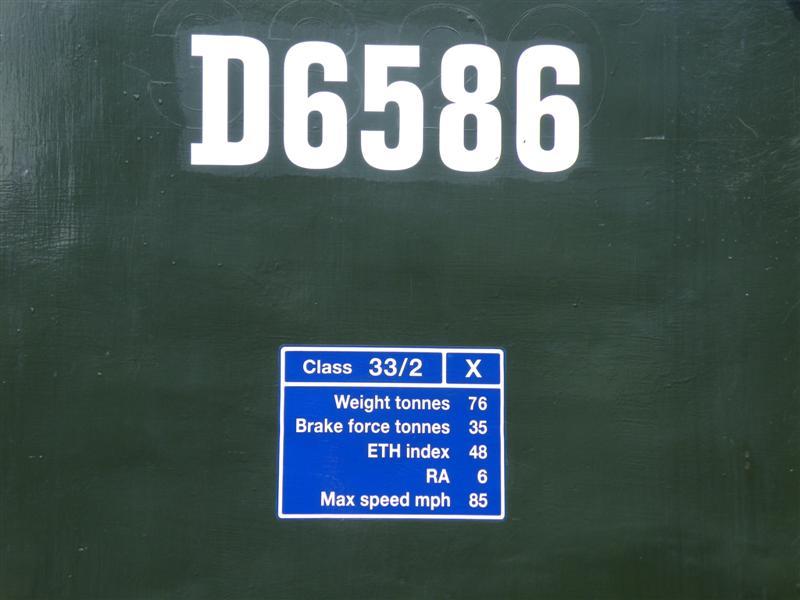 D6586
Class 33/2 X
Weight tonnes 76
Brake force tonnes 35
ETH index 48
RA 6
Max speed mph 85